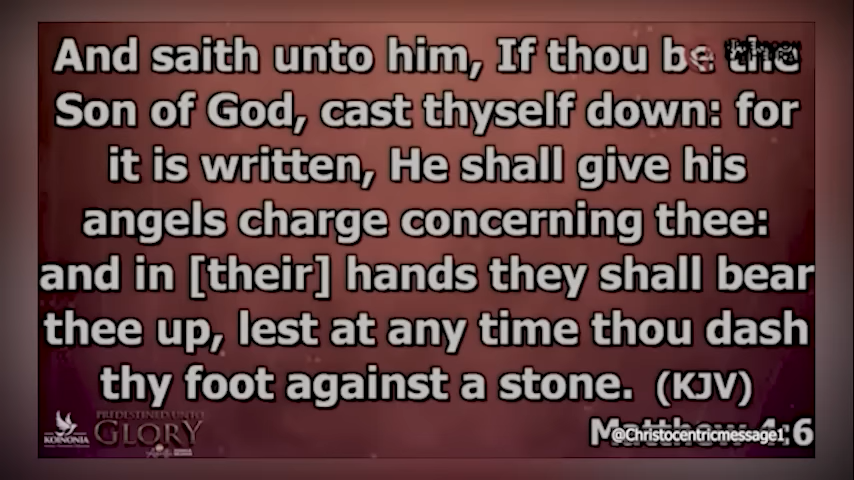 And saith unto him, If thou be the
Son of God, cast thyself down: for
it is written, He shall give his
angels charge concerning thee:
and in [their] hands they shall bear
thee up, lest at any time thou dash
thy foot against a stone. (KJV)
Matthew 4:6
@Christocentricmessage1
KOINONIA
PREDESTINED UNTO
GLORY